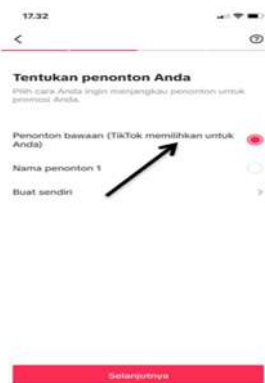 17.32
Tentukan penonton Anda
Pilih cara Anda ingin menjangkau penonton untuk
promosi Anda.
Penonton bawaan (TikTok memilihkan untuk
Anda)
Nama penonton 1
Buat sendiri
Selanjutnya